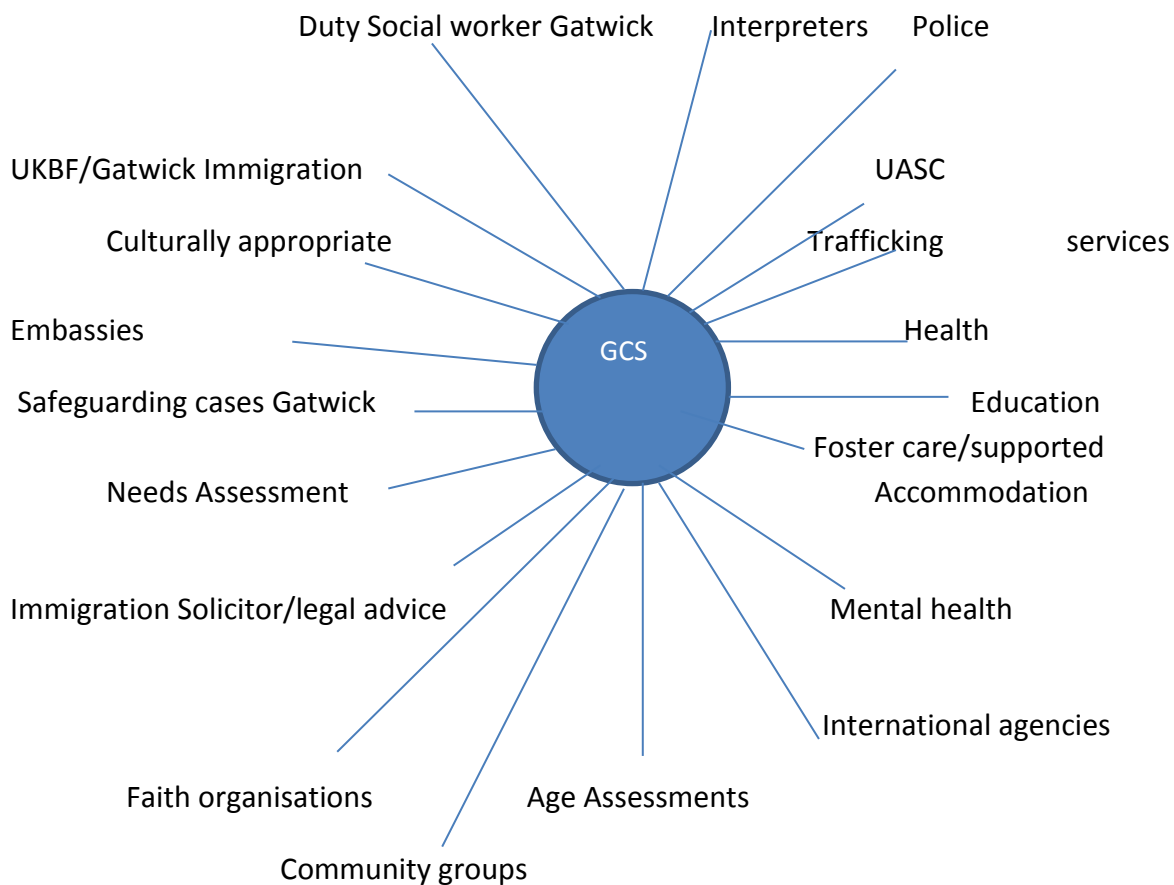 Duty Social worker Gatwick Interpreters Police
UKBF/Gatwick Immigration UASC
Culturally appropriate Trafficking services
Embassies Health
GCS
Safeguarding cases Gatwick Education
Foster care/supported
Needs Assessment Accommodation
Immigration Solicitor/legal advice Mental health
International agencies
Faith organisations Age Assessments
Community groups